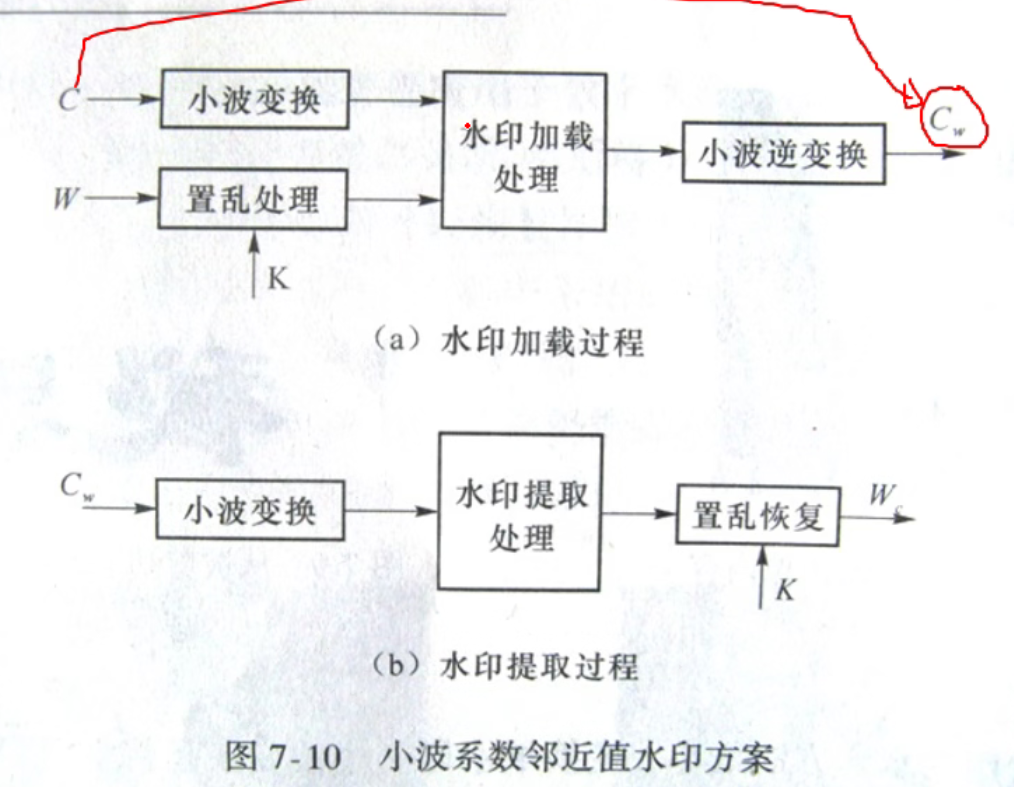 C 小波变换 水印加载处理 小波逆变换 C_w
W 置乱处理
K
(a) 水印加载过程
C_w 小波变换 水印提取处理 置乱恢复 W_c
K
(b) 水印提取过程
图 7-10 小波系数邻近值水印方案